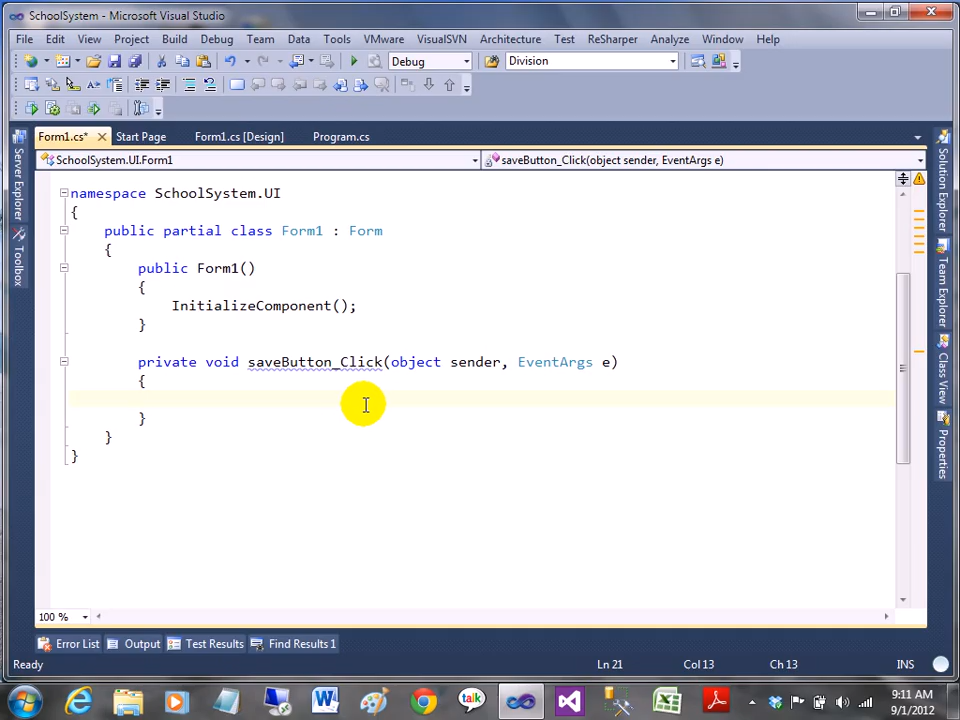 SchoolSystem - Microsoft Visual Studio
File Edit View Project Build Debug Team Data Tools VMware VisualSVN Architecture Test ReSharper Analyze Window Help
Debug Division
Form1.cs* Start Page Form1.cs [Design] Program.cs
SchoolSystem.UI.Form1 saveButton_Click(object sender, EventArgs e)
Server Explorer
Toolbox
namespace SchoolSystem.UI
{
public partial class Form1 : Form
{
public Form1()
{
InitializeComponent();
}
private void saveButton_Click(object sender, EventArgs e)
{
}
}
}
Solution Explorer
Team Explorer
Class View
Properties
100 %
Error List Output Test Results Find Results 1
Ready Ln 21 Col 13 Ch 13 INS
talk
9:11 AM
9/1/2012